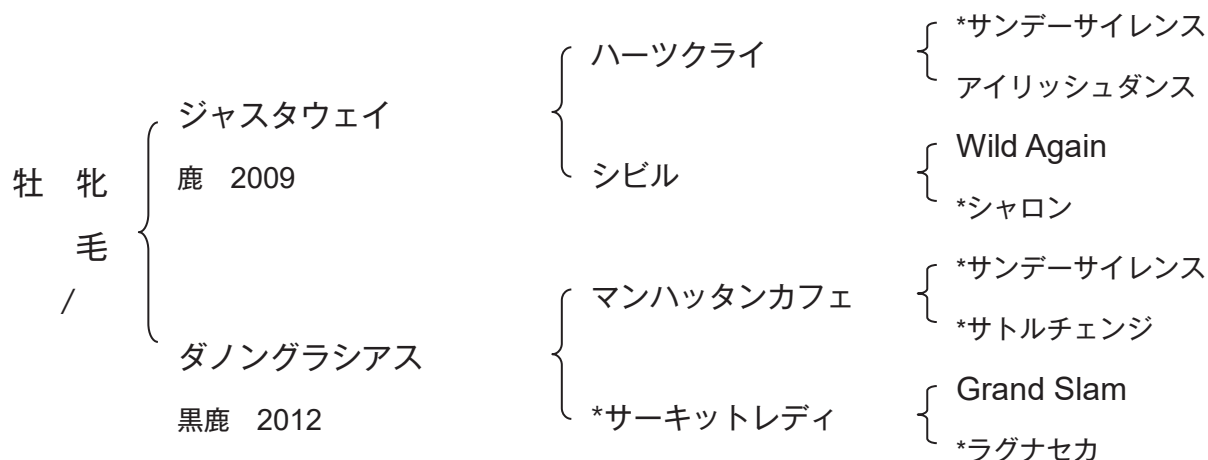 牡 牝
毛
/
ジャスタウェイ
鹿 2009
ダノングラシアス
黒鹿 2012
ハーツクライ
シビル
マンハッタンカフェ
*サーキットレディ
*サンデーサイレンス
アイリッシュダンス
Wild Again
*シャロン
*サンデーサイレンス
*サトルチェンジ
Grand Slam
*ラグナセカ